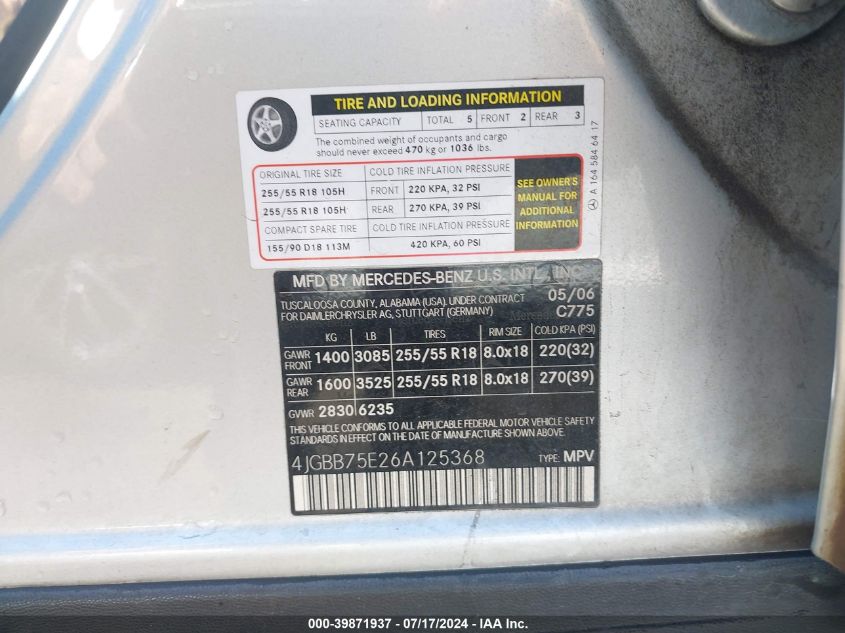 TIRE AND LOADING INFORMATION
SEATING CAPACITY TOTAL 5 FRONT 2 REAR 3
The combined weight of occupants and cargo
should never exceed 470 kg or 1036 lbs.
ORIGINAL TIRE SIZE COLD TIRE INFLATION PRESSURE
255/55 R18 105H FRONT 220 KPA, 32 PSI
255/55 R18 105H REAR 270 KPA, 39 PSI
COMPACT SPARE TIRE COLD TIRE INFLATION PRESSURE
155/90 D18 113M 420 KPA, 60 PSI
SEE OWNER'S
MANUAL FOR
ADDITIONAL
INFORMATION
A 164 584 64 17
MFD BY MERCEDES-BENZ U.S. INTL., INC.
TUSCALOOSA COUNTY, ALABAMA (USA). UNDER CONTRACT 05/06
FOR DAIMLERCHRYSLER AG, STUTTGART (GERMANY) C775
KG LB TIRES RIM SIZE COLD KPA (PSI)
GAWR FRONT 1400 3085 255/55 R18 8.0x18 220(32)
GAWR REAR 1600 3525 255/55 R18 8.0x18 270(39)
GVWR 2830 6235
THIS VEHICLE CONFORMS TO ALL APPLICABLE FEDERAL MOTOR VEHICLE SAFETY
STANDARDS IN EFFECT ON THE DATE OF MANUFACTURE SHOWN ABOVE.
4JGBB75E26A125368 TYPE: MPV
000-39871937 / 07/17/2024 / IAA Inc.